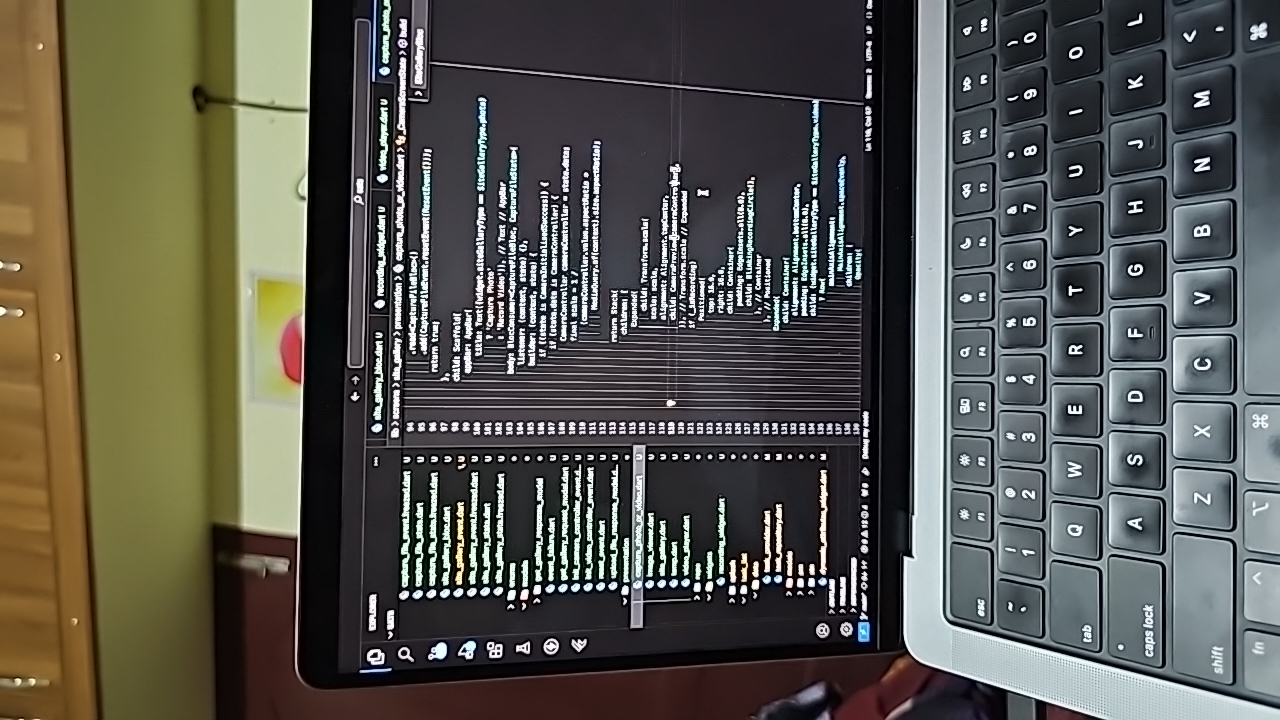 sats
EXPLORER
SATS
capture_file_event.freezed.dart U
capture_file_state.dart U
capture_file_state.freezed.dart U
site_gallery_bloc.dart U
site_gallery_event.dart U
site_gallery_event.freezed.dart U
site_gallery_state.dart U
site_gallery_state.freezed.dart U
enums
models
get_gallery_response_model
event_failure.dart U
get_gallery_request_model.dart U
init_camera_controller_event.d... U
init_video_controller_event.dart U
reset_event.dart U
upload_file_response_model.d... U
presentation
capture_photo_or_video.dart U
image_viewer.dart U
site_gallery.dart U
temp.dart U
video_player.dart U
repo
widgets
recording_widget.dart U
splash
task_list
data
task_provider.dart M
task_repository.dart M
models
dynamic_attributes_widget.dart
site_gallery_bloc.dart U
recording_widget.dart U
video_player.dart U
capture_photo_or
lib > screens > site_gallery > presentation > capture_photo_or_video.dart > _CameraScreenState > build
SiteGalleryBloc
94 .read<CaptureFileBloc>()
95 .add(CaptureFileEvent.resetEvent(ResetEvent()));
96 return true;
97 },
98 child: Scaffold(
99 appBar: AppBar(
100 title: Text((widget.siteGalleryType == SiteGalleryType.photo)
101 ? 'Capture Photo'
102 : 'Record Video')), // Text // AppBar
103 body: BlocConsumer<CaptureFileBloc, CaptureFileState>(
104 listener: (context, state) {},
105 builder: (context, state) {
106 if ((state is CameraInitialisedSuccess)) {
107 if (state.data is CameraController) {
108 CameraController cameraController = state.data;
109 final scale = 1 /
110 (cameraController.value.aspectRatio *
111 MediaQuery.of(context).size.aspectRatio);
112
113 return Stack(
114 children: [
115 Expanded(
116 child: Transform.scale(
117 scale: scale,
118 alignment: Alignment.topCenter,
119 child: CameraPreview(cameraController),
120 )), // Transform.scale // Expanded
121 if (_isRecording)
122 Positioned(
123 top: 16.0,
124 right: 16.0,
125 child: Container(
126 padding: EdgeInsets.all(8.0),
127 child: BlinkingRecordingCircle(),
128 ), // Container
129 ), // Positioned
130 Expanded(
131 child: Container(
132 alignment: Alignment.bottomCenter,
133 padding: EdgeInsets.all(8.0),
134 child: (widget.siteGalleryType == SiteGalleryType.video)
135 ? Row(
136 mainAxisAlignment:
137 MainAxisAlignment.spaceEvenly,
138 children: [
139 Opacity(
Debug my code
Spaces: 2 UTF-8 LF
esc F1 F2 F3 F4 F5 F6 F7 F8 F9 F10
~ ` ! 1 @ 2 # 3 $ 4 % 5 ^ 6 & 7 * 8 ( 9 ) 0
tab Q W E R T Y U I O
caps lock A S D F G H J K L
shift Z X C V B N M < ,
fn ^ ⌥ ⌘ ⌘